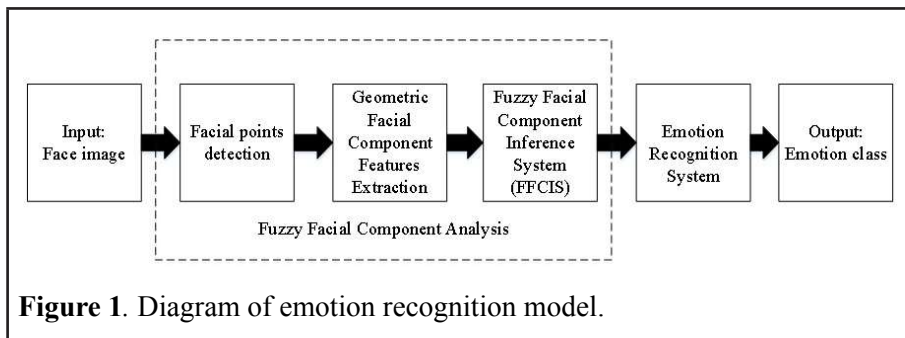 Input:
Face image
Facial points
detection
Geometric
Facial
Component
Features
Extraction
Fuzzy Facial
Component
Inference
System
(FFCIS)
Emotion
Recognition
System
Output:
Emotion class
Fuzzy Facial Component Analysis
Figure 1. Diagram of emotion recognition model.